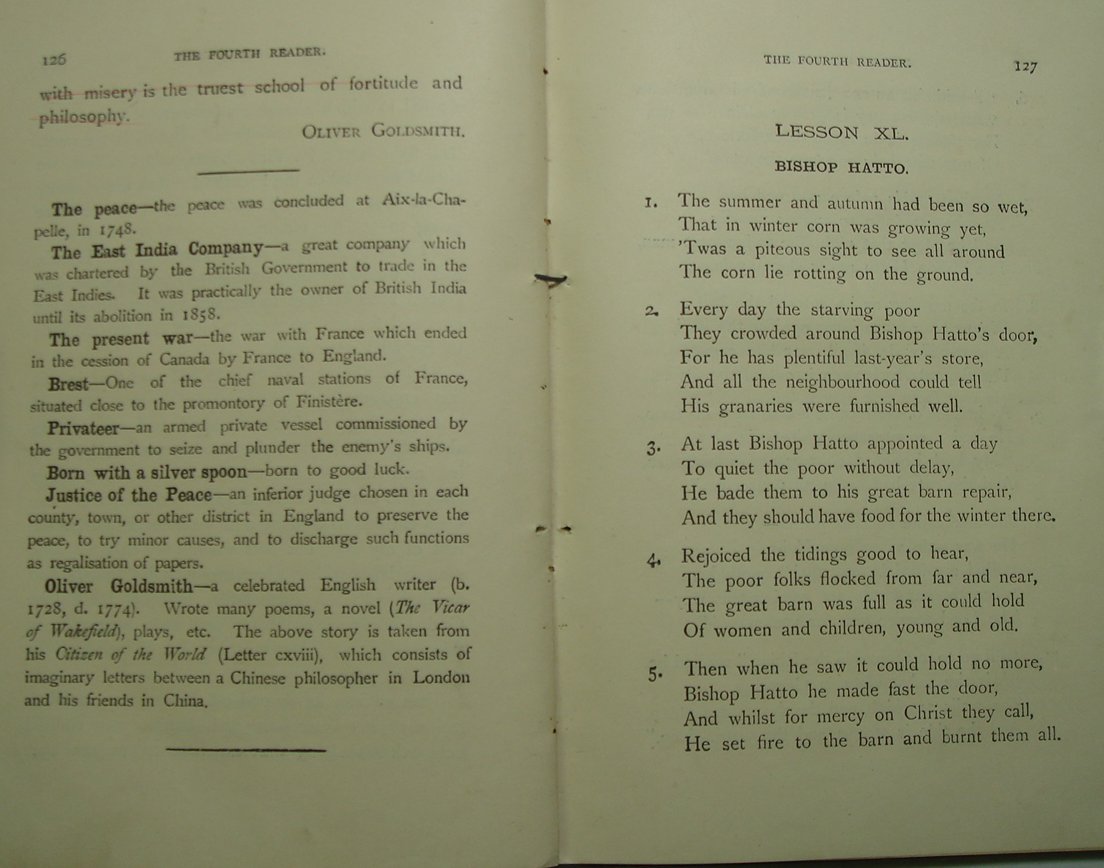 126
THE FOURTH READER.
with misery is the truest school of fortitude and
philosophy.
OLIVER GOLDSMITH.
The peace—the peace was concluded at Aix-la-Cha-
pelle, in 1748.
The East India Company—a great company which
was chartered by the British Government to trade in the
East Indies. It was practically the owner of British India
until its abolition in 1858.
The present war—the war with France which ended
in the cession of Canada by France to England.
Brest—One of the chief naval stations of France,
situated close to the promontory of Finistère.
Privateer—an armed private vessel commissioned by
the government to seize and plunder the enemy's ships.
Born with a silver spoon—born to good luck.
Justice of the Peace—an inferior judge chosen in each
county, town, or other district in England to preserve the
peace, to try minor causes, and to discharge such functions
as regalisation of papers.
Oliver Goldsmith—a celebrated English writer (b.
1728, d. 1774). Wrote many poems, a novel (The Vicar
of Wakefield), plays, etc. The above story is taken from
his Citizen of the World (Letter cxviii), which consists of
imaginary letters between a Chinese philosopher in London
and his friends in China.
THE FOURTH READER.
127
LESSON XL.
BISHOP HATTO.
1. The summer and autumn had been so wet,
That in winter corn was growing yet,
'Twas a piteous sight to see all around
The corn lie rotting on the ground.
2. Every day the starving poor
They crowded around Bishop Hatto's door,
For he has plentiful last-year's store,
And all the neighbourhood could tell
His granaries were furnished well.
3. At last Bishop Hatto appointed a day
To quiet the poor without delay,
He bade them to his great barn repair,
And they should have food for the winter there.
4. Rejoiced the tidings good to hear,
The poor folks flocked from far and near,
The great barn was full as it could hold
Of women and children, young and old.
5. Then when he saw it could hold no more,
Bishop Hatto he made fast the door,
And whilst for mercy on Christ they call,
He set fire to the barn and burnt them all.